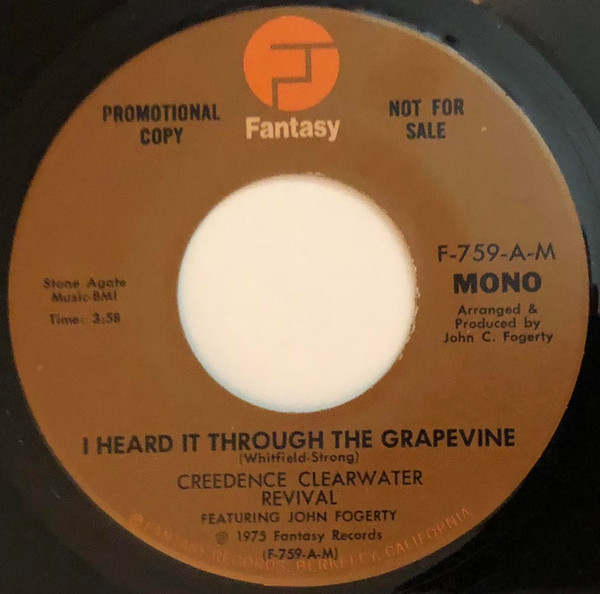 PROMOTIONAL
COPY
Fantasy
NOT FOR
SALE
Stone Agate
Music-BMI
Time: 3:58
F-759-A-M
MONO
Arranged &
Produced by
John C. Fogerty
I HEARD IT THROUGH THE GRAPEVINE
(Whitfield-Strong)
CREEDENCE CLEARWATER
REVIVAL
FEATURING JOHN FOGERTY
℗ 1975 Fantasy Records
(F-759-A-M)
© FANTASY RECORDS, BERKELEY, CALIFORNIA